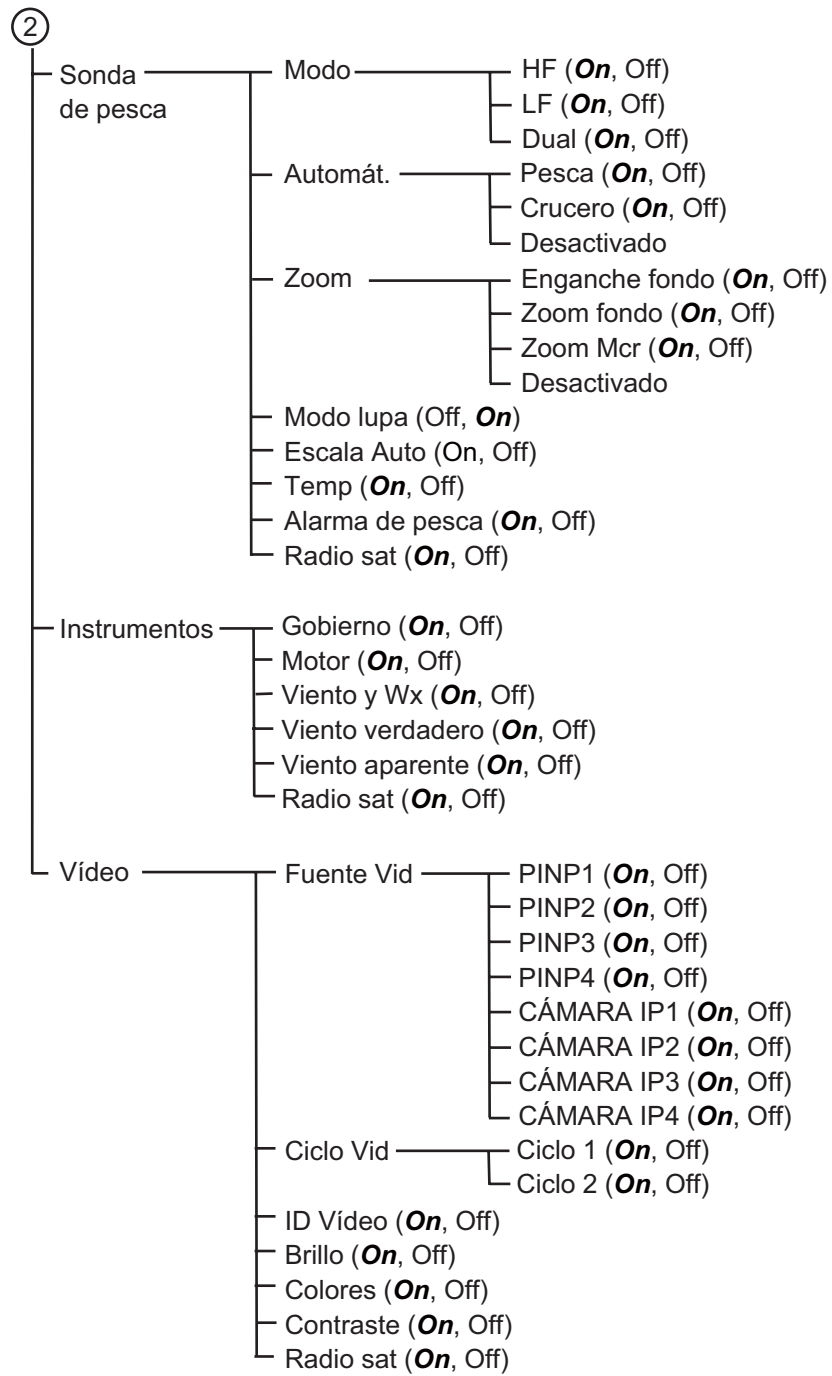 2
Sonda
de pesca
Modo
HF (On, Off)
LF (On, Off)
Dual (On, Off)
Automát.
Pesca (On, Off)
Crucero (On, Off)
Desactivado
Zoom
Enganche fondo (On, Off)
Zoom fondo (On, Off)
Zoom Mcr (On, Off)
Desactivado
Modo lupa (Off, On)
Escala Auto (On, Off)
Temp (On, Off)
Alarma de pesca (On, Off)
Radio sat (On, Off)
Instrumentos
Gobierno (On, Off)
Motor (On, Off)
Viento y Wx (On, Off)
Viento verdadero (On, Off)
Viento aparente (On, Off)
Radio sat (On, Off)
Vídeo
Fuente Vid
PINP1 (On, Off)
PINP2 (On, Off)
PINP3 (On, Off)
PINP4 (On, Off)
CÁMARA IP1 (On, Off)
CÁMARA IP2 (On, Off)
CÁMARA IP3 (On, Off)
CÁMARA IP4 (On, Off)
Ciclo Vid
Ciclo 1 (On, Off)
Ciclo 2 (On, Off)
ID Vídeo (On, Off)
Brillo (On, Off)
Colores (On, Off)
Contraste (On, Off)
Radio sat (On, Off)